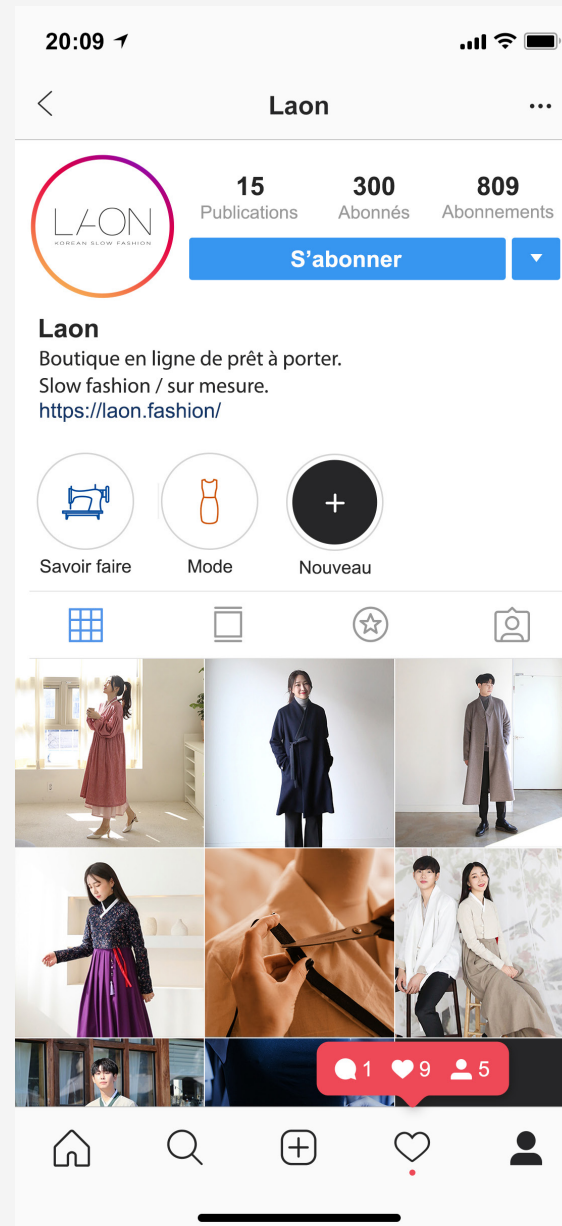 20:09
Laon
LAON
KOREAN SLOW FASHION
15 300 809
Publications Abonnés Abonnements
S’abonner
Laon
Boutique en ligne de prêt à porter.
Slow fashion / sur mesure.
https://laon.fashion/
Savoir faire Mode Nouveau
1 9 5